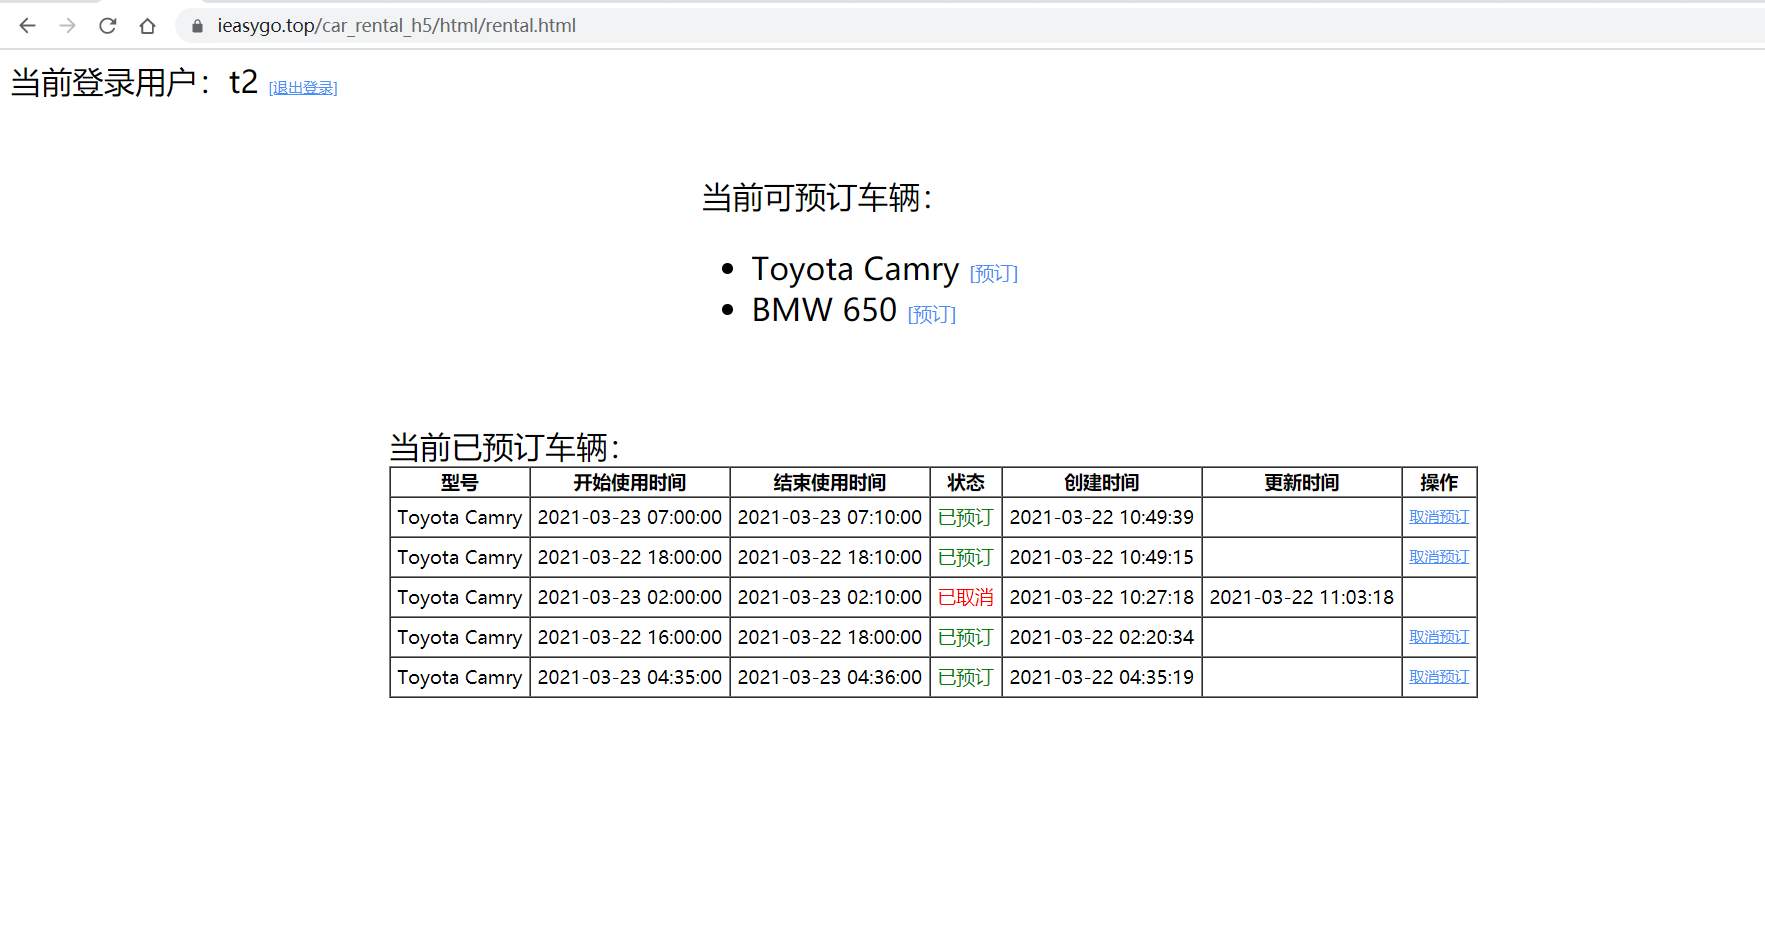 ieasygo.top/car_rental_h5/html/rental.html
当前登录用户：t2 [退出登录]
当前可预订车辆：
Toyota Camry [预订]
BMW 650 [预订]
当前已预订车辆：
型号 开始使用时间 结束使用时间 状态 创建时间 更新时间 操作
Toyota Camry 2021-03-23 07:00:00 2021-03-23 07:10:00 已预订 2021-03-22 10:49:39 取消预订
Toyota Camry 2021-03-22 18:00:00 2021-03-22 18:10:00 已预订 2021-03-22 10:49:15 取消预订
Toyota Camry 2021-03-23 02:00:00 2021-03-23 02:10:00 已取消 2021-03-22 10:27:18 2021-03-22 11:03:18
Toyota Camry 2021-03-22 16:00:00 2021-03-22 18:00:00 已预订 2021-03-22 02:20:34 取消预订
Toyota Camry 2021-03-23 04:35:00 2021-03-23 04:36:00 已预订 2021-03-22 04:35:19 取消预订